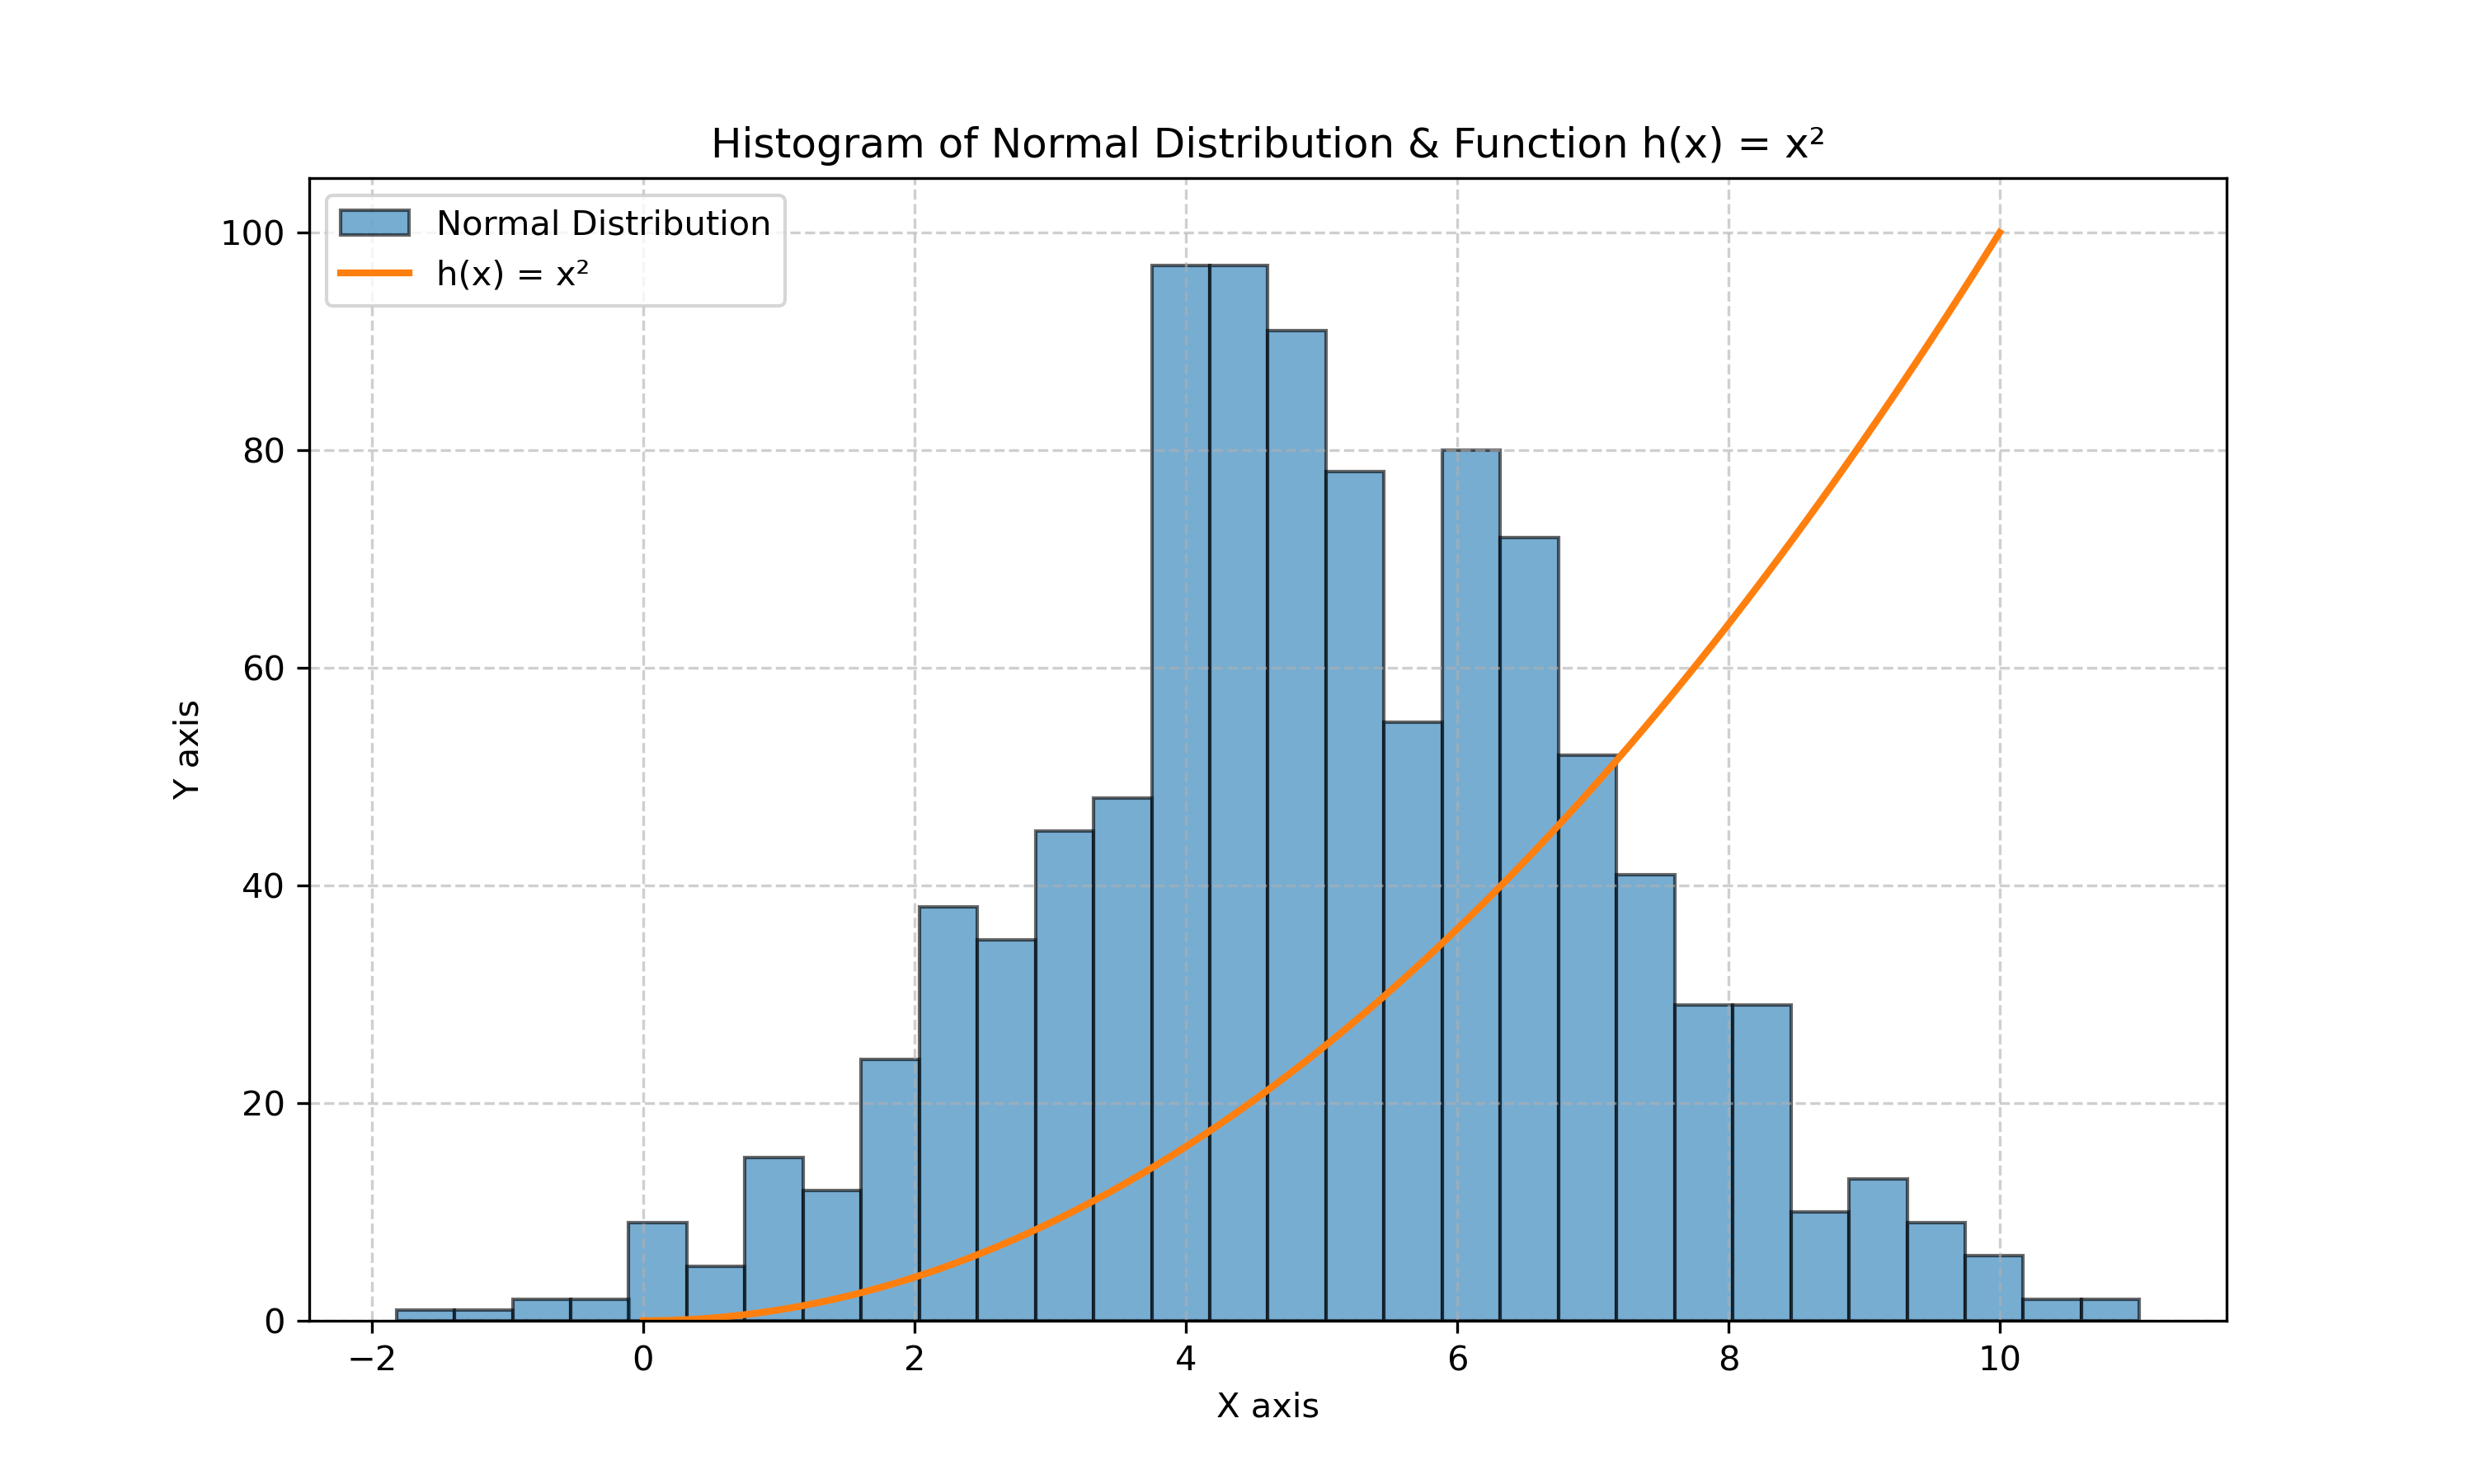 Histogram of Normal Distribution & Function h(x) = x²
Normal Distribution
h(x) = x²
100
80
60
40
20
0
Y axis
−2 0 2 4 6 8 10
X axis